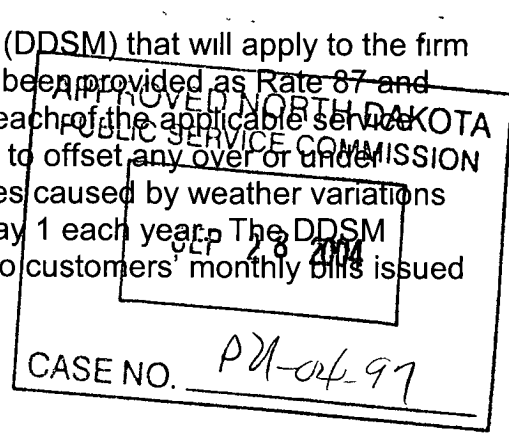 (DDSM) that will apply to the firm
been provided as Rate 87 and
each of the applicable service
to offset any over or under
es caused by weather variations
ay 1 each year. The DDSM
o customers' monthly bills issued
APPROVED NORTH DAKOTA
PUBLIC SERVICE COMMISSION
SEP 28 2004
CASE NO. PU-04-97